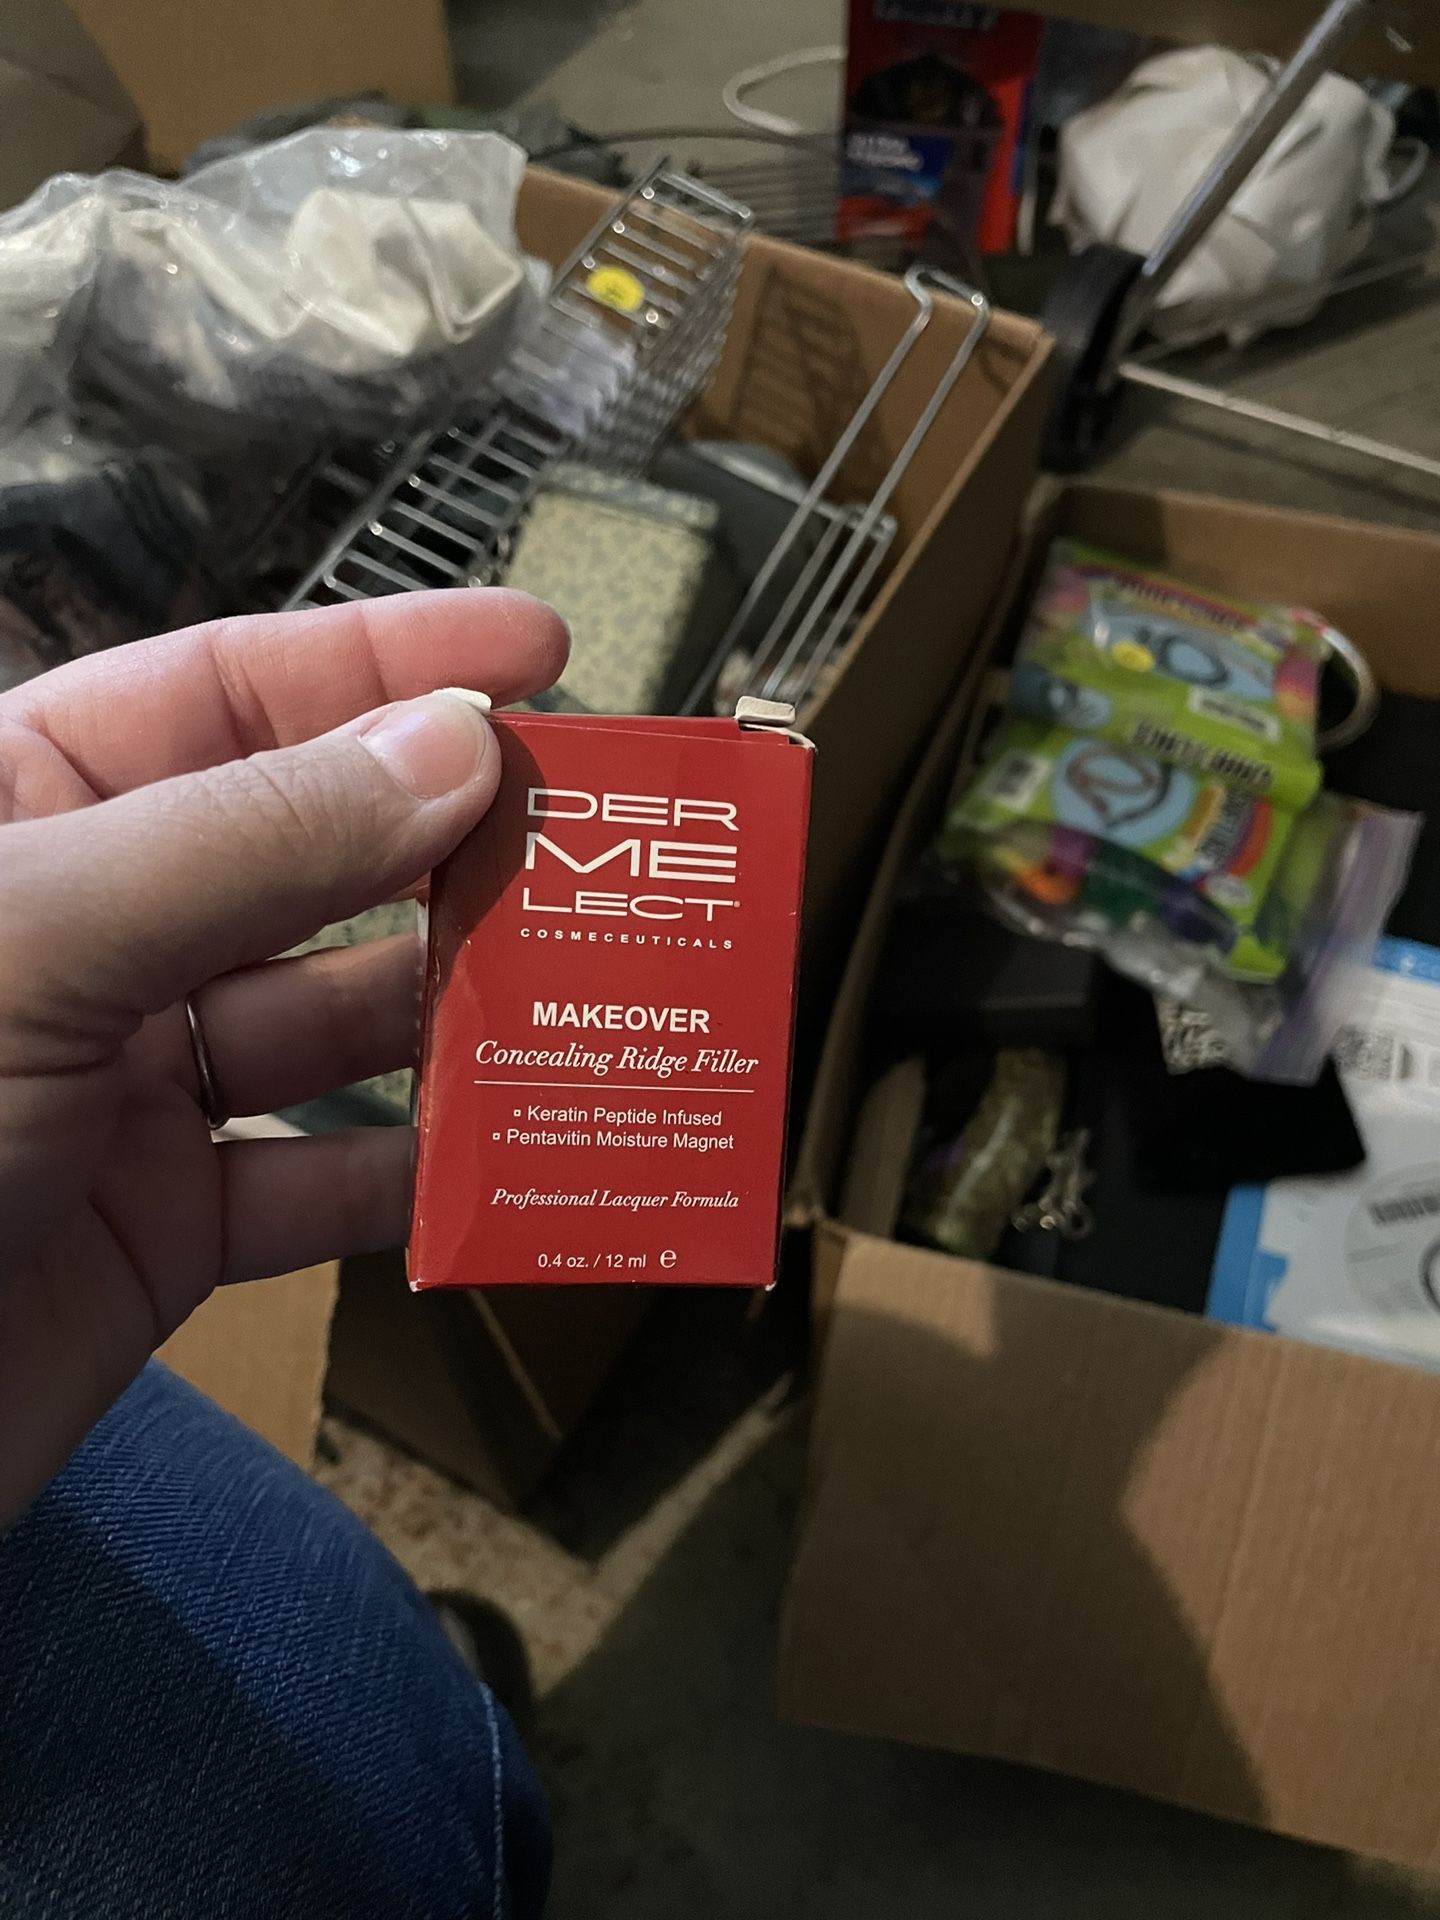 DER
ME
LECT
COSMECEUTICALS
MAKEOVER
Concealing Ridge Filler
▫ Keratin Peptide Infused
▫ Pentavitin Moisture Magnet
Professional Lacquer Formula
0.4 oz. / 12 ml ℮